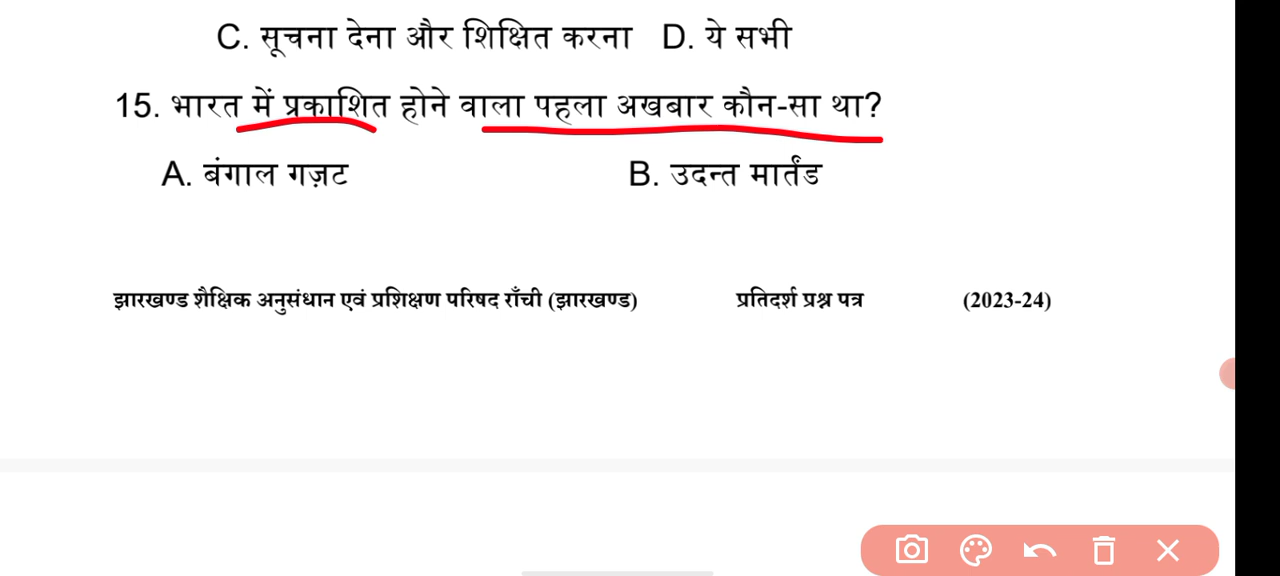 C. सूचना देना और शिक्षित करना D. ये सभी
15. भारत में प्रकाशित होने वाला पहला अखबार कौन-सा था?
A. बंगाल गज़ट B. उदन्त मार्तंड
झारखण्ड शैक्षिक अनुसंधान एवं प्रशिक्षण परिषद राँची (झारखण्ड) प्रतिदर्श प्रश्न पत्र (2023-24)